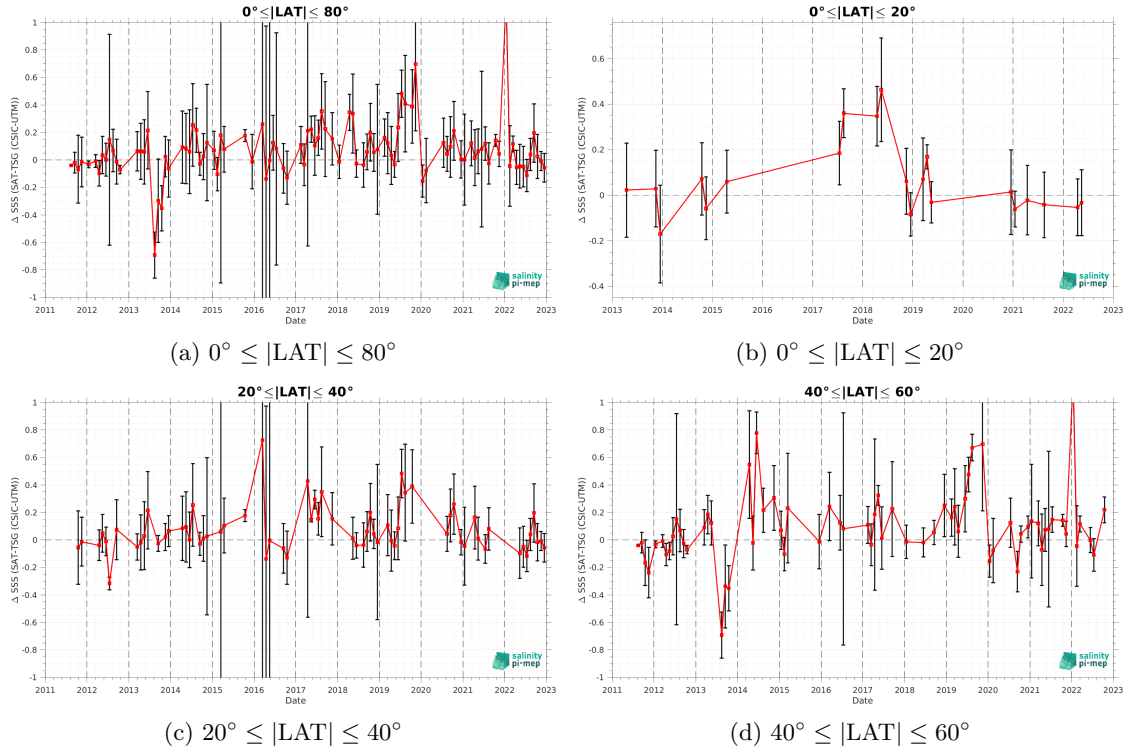 0°≤|LAT|≤ 80°
Δ SSS (SAT-TSG (CSIC-UTM))
1
0.8
0.6
0.4
0.2
0
-0.2
-0.4
-0.6
-0.8
-1
2011 2012 2013 2014 2015 2016 2017 2018 2019 2020 2021 2022 2023
Date
salinity
pi-mep
(a) 0° ≤ |LAT| ≤ 80°
0°≤|LAT|≤ 20°
Δ SSS (SAT-TSG (CSIC-UTM))
0.6
0.4
0.2
0
-0.2
-0.4
2013 2014 2015 2016 2017 2018 2019 2020 2021 2022 2023
Date
salinity
pi-mep
(b) 0° ≤ |LAT| ≤ 20°
20°≤|LAT|≤ 40°
Δ SSS (SAT-TSG (CSIC-UTM))
1
0.8
0.6
0.4
0.2
0
-0.2
-0.4
-0.6
-0.8
-1
2011 2012 2013 2014 2015 2016 2017 2018 2019 2020 2021 2022 2023
Date
salinity
pi-mep
(c) 20° ≤ |LAT| ≤ 40°
40°≤|LAT|≤ 60°
Δ SSS (SAT-TSG (CSIC-UTM))
1
0.8
0.6
0.4
0.2
0
-0.2
-0.4
-0.6
-0.8
-1
2011 2012 2013 2014 2015 2016 2017 2018 2019 2020 2021 2022 2023
Date
salinity
pi-mep
(d) 40° ≤ |LAT| ≤ 60°